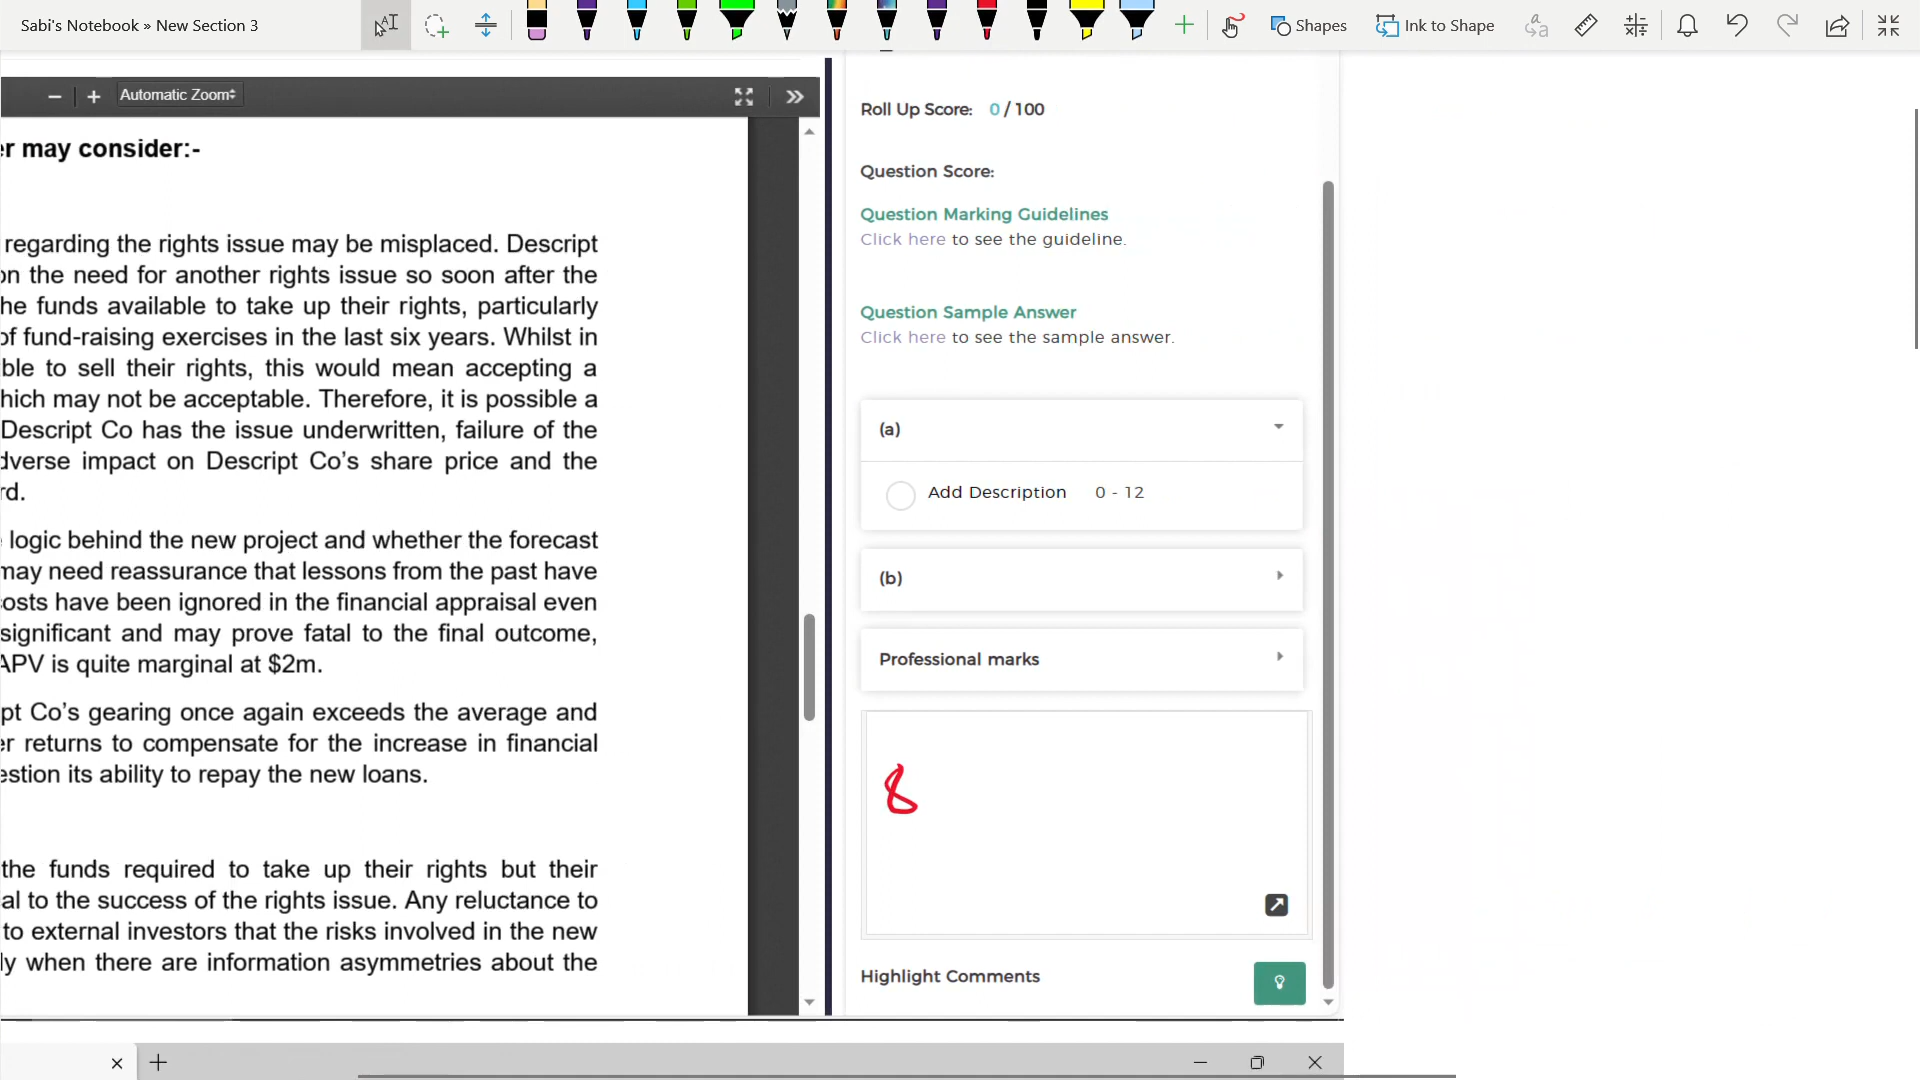 Sabi's Notebook » New Section 3
Shapes
Ink to Shape
Automatic Zoom
er may consider:-
regarding the rights issue may be misplaced. Descript
on the need for another rights issue so soon after the
he funds available to take up their rights, particularly
of fund-raising exercises in the last six years. Whilst in
ble to sell their rights, this would mean accepting a
hich may not be acceptable. Therefore, it is possible a
Descript Co has the issue underwritten, failure of the
dverse impact on Descript Co's share price and the
rd.
logic behind the new project and whether the forecast
may need reassurance that lessons from the past have
costs have been ignored in the financial appraisal even
significant and may prove fatal to the final outcome,
APV is quite marginal at $2m.
pt Co's gearing once again exceeds the average and
er returns to compensate for the increase in financial
estion its ability to repay the new loans.
the funds required to take up their rights but their
al to the success of the rights issue. Any reluctance to
to external investors that the risks involved in the new
ly when there are information asymmetries about the
Roll Up Score: 0 / 100
Question Score:
Question Marking Guidelines
Click here to see the guideline.
Question Sample Answer
Click here to see the sample answer.
(a)
Add Description 0 - 12
(b)
Professional marks
8
Highlight Comments